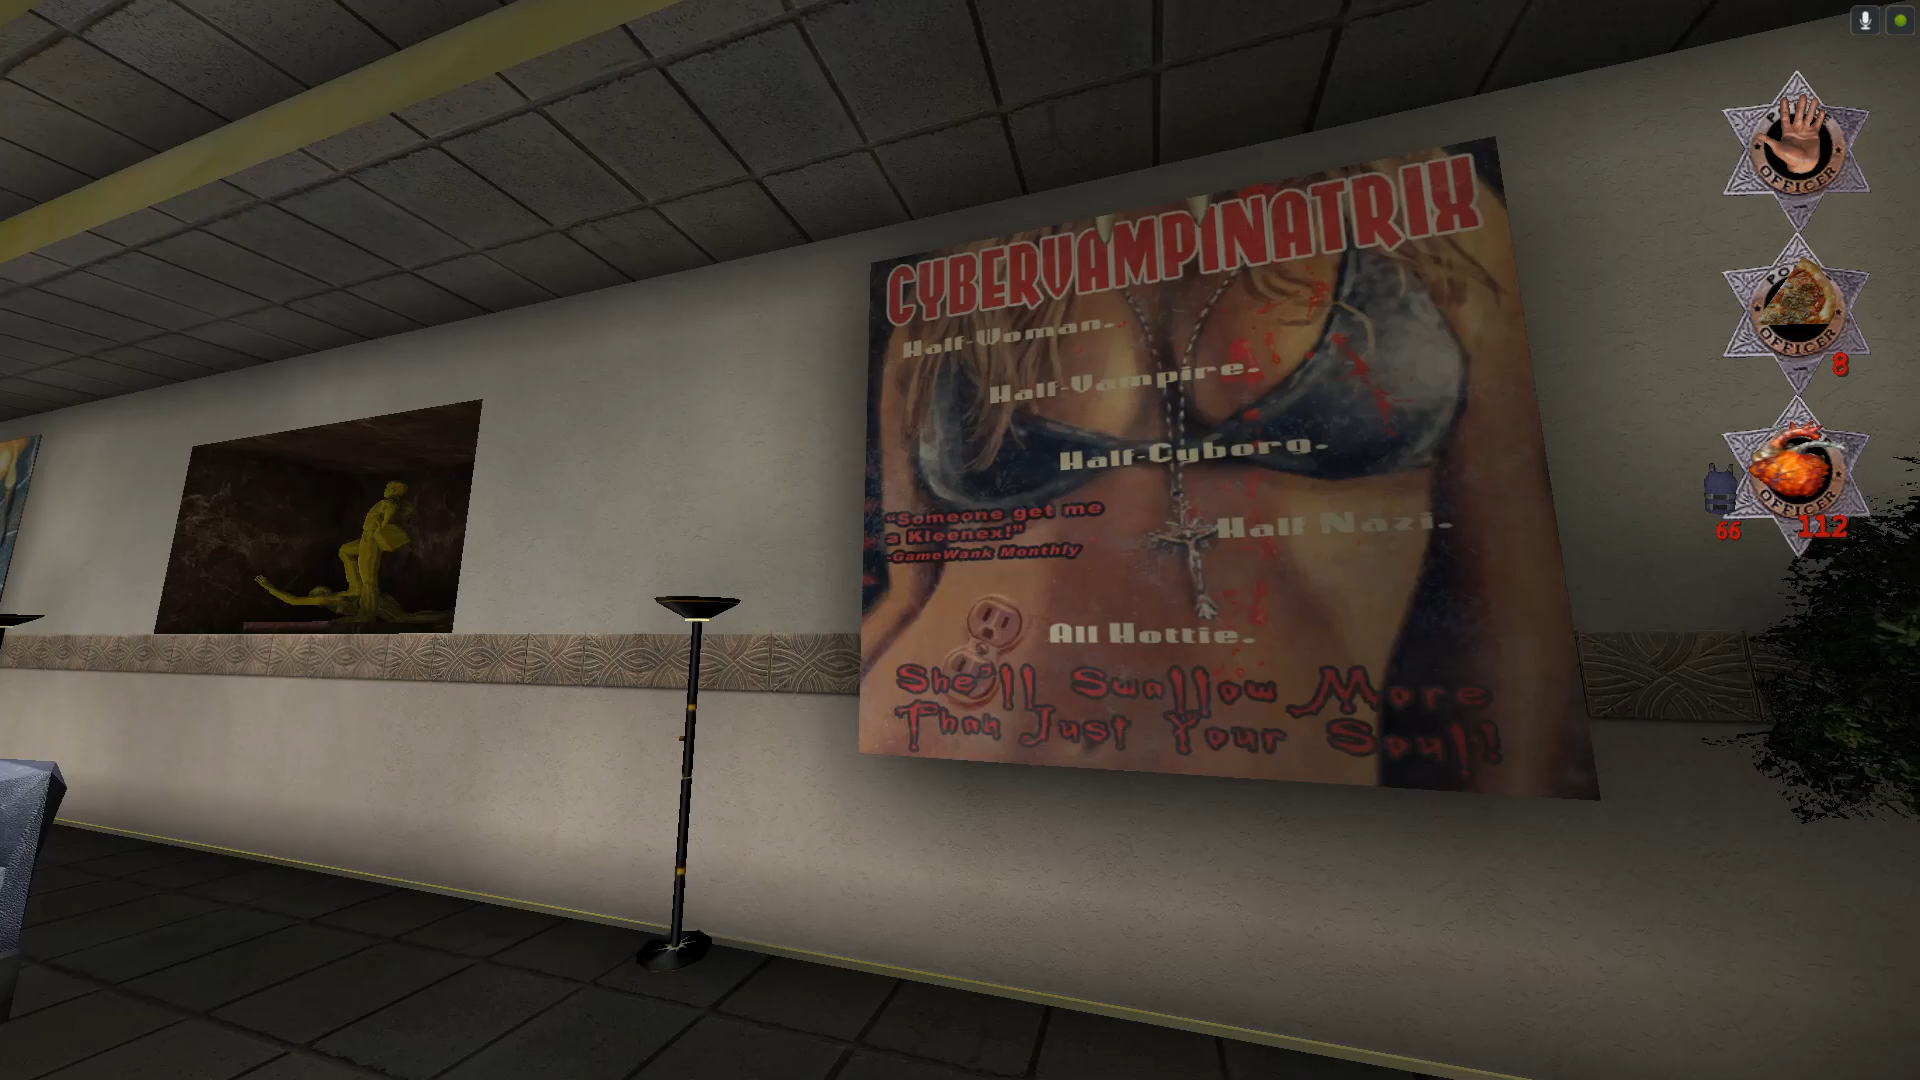 CYBERVAMPINATRIX
Half-Woman.
Half-Vampire.
Half-Cyborg.
"Someone get me
a Kleenex!"
-GameWank Monthly
Half Nazi.
All Hottie.
She'll Swallow More
Than Just Your Soul!
OFFICER
PO
OFFICER
8
OFFICER
66
112